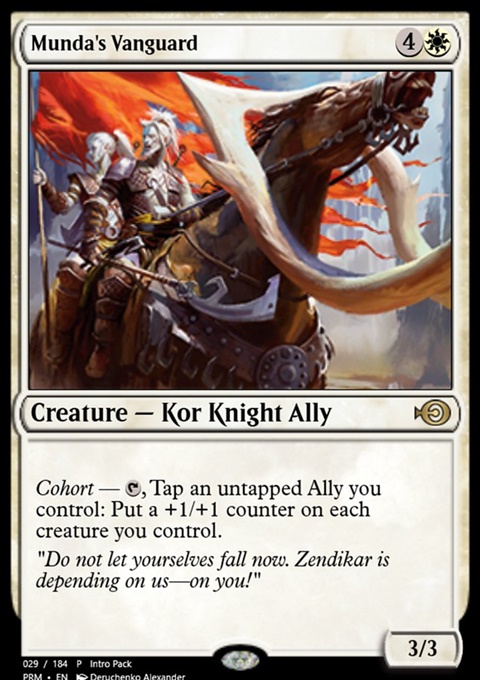 Munda's Vanguard 4
Creature — Kor Knight Ally
Cohort — , Tap an untapped Ally you
control: Put a +1/+1 counter on each
creature you control.
"Do not let yourselves fall now. Zendikar is
depending on us—on you!"
3/3
029 / 184 P Intro Pack
PRM • EN Deruchenko Alexander